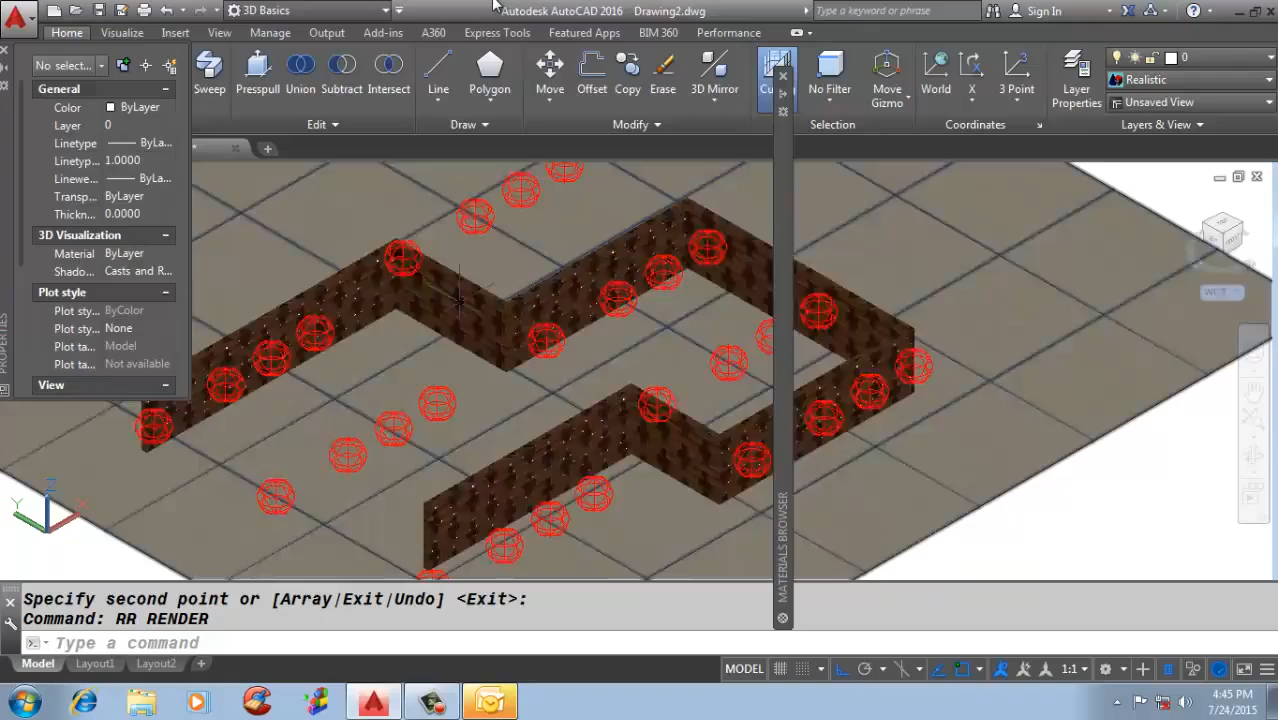 3D Basics
Autodesk AutoCAD 2016 Drawing2.dwg
Type a keyword or phrase
Sign In
Home Visualize Insert View Manage Output Add-ins A360 Express Tools Featured Apps BIM 360 Performance
No selec...
General
Color ByLayer
Layer 0
Linetype ByLa...
Linetyp... 1.0000
Linewe... ByLa...
Transp... ByLayer
Thickn... 0.0000
3D Visualization
Material ByLayer
Shado... Casts and R...
Plot style
Plot sty... ByColor
Plot sty... None
Plot ta... Model
Plot ta... Not available
View
PROPERTIES
Sweep Presspull Union Subtract Intersect Line Polygon Move Offset Copy Erase 3D Mirror No Filter Move Gizmo World X 3 Point Layer Properties
0
Realistic
Unsaved View
Edit Draw Modify Selection Coordinates Layers & View
MATERIALS BROWSER
Z
Y
Specify second point or [Array/Exit/Undo] <Exit>:
Command: RR RENDER
Type a command
Model Layout1 Layout2
MODEL 1:1
4:45 PM
7/24/2015